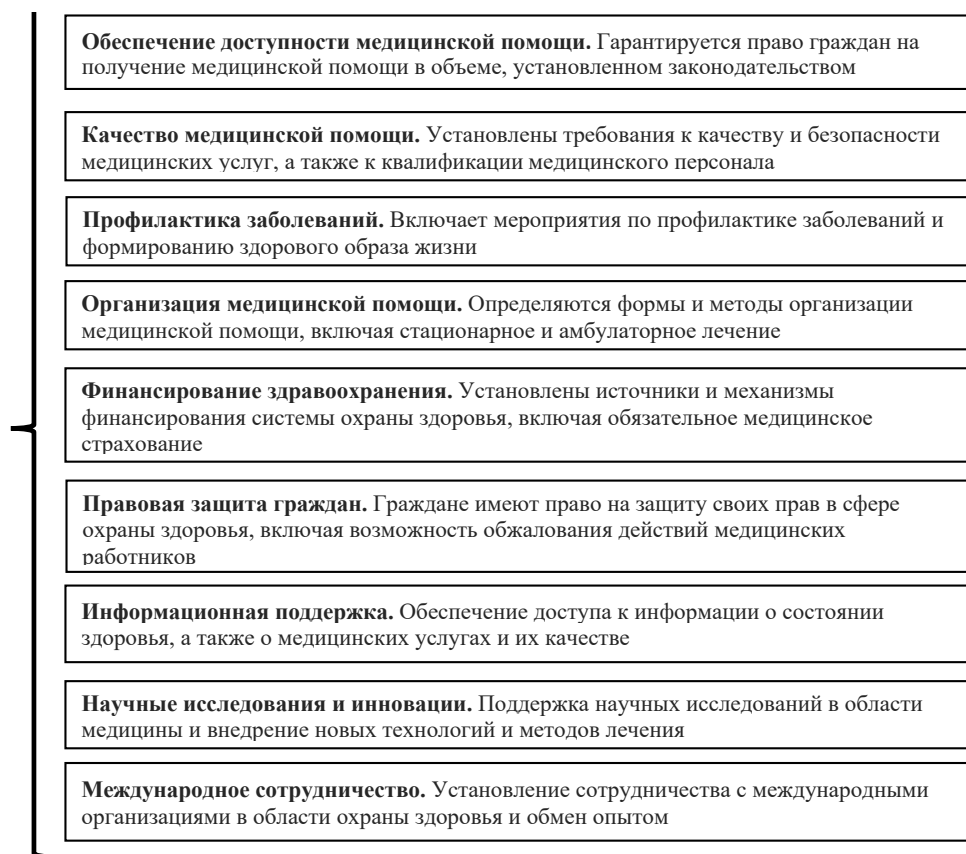 Обеспечение доступности медицинской помощи. Гарантируется право граждан на
получение медицинской помощи в объеме, установленном законодательством
Качество медицинской помощи. Установлены требования к качеству и безопасности
медицинских услуг, а также к квалификации медицинского персонала
Профилактика заболеваний. Включает мероприятия по профилактике заболеваний и
формированию здорового образа жизни
Организация медицинской помощи. Определяются формы и методы организации
медицинской помощи, включая стационарное и амбулаторное лечение
Финансирование здравоохранения. Установлены источники и механизмы
финансирования системы охраны здоровья, включая обязательное медицинское
страхование
Правовая защита граждан. Граждане имеют право на защиту своих прав в сфере
охраны здоровья, включая возможность обжалования действий медицинских
работников
Информационная поддержка. Обеспечение доступа к информации о состоянии
здоровья, а также о медицинских услугах и их качестве
Научные исследования и инновации. Поддержка научных исследований в области
медицины и внедрение новых технологий и методов лечения
Международное сотрудничество. Установление сотрудничества с международными
организациями в области охраны здоровья и обмен опытом